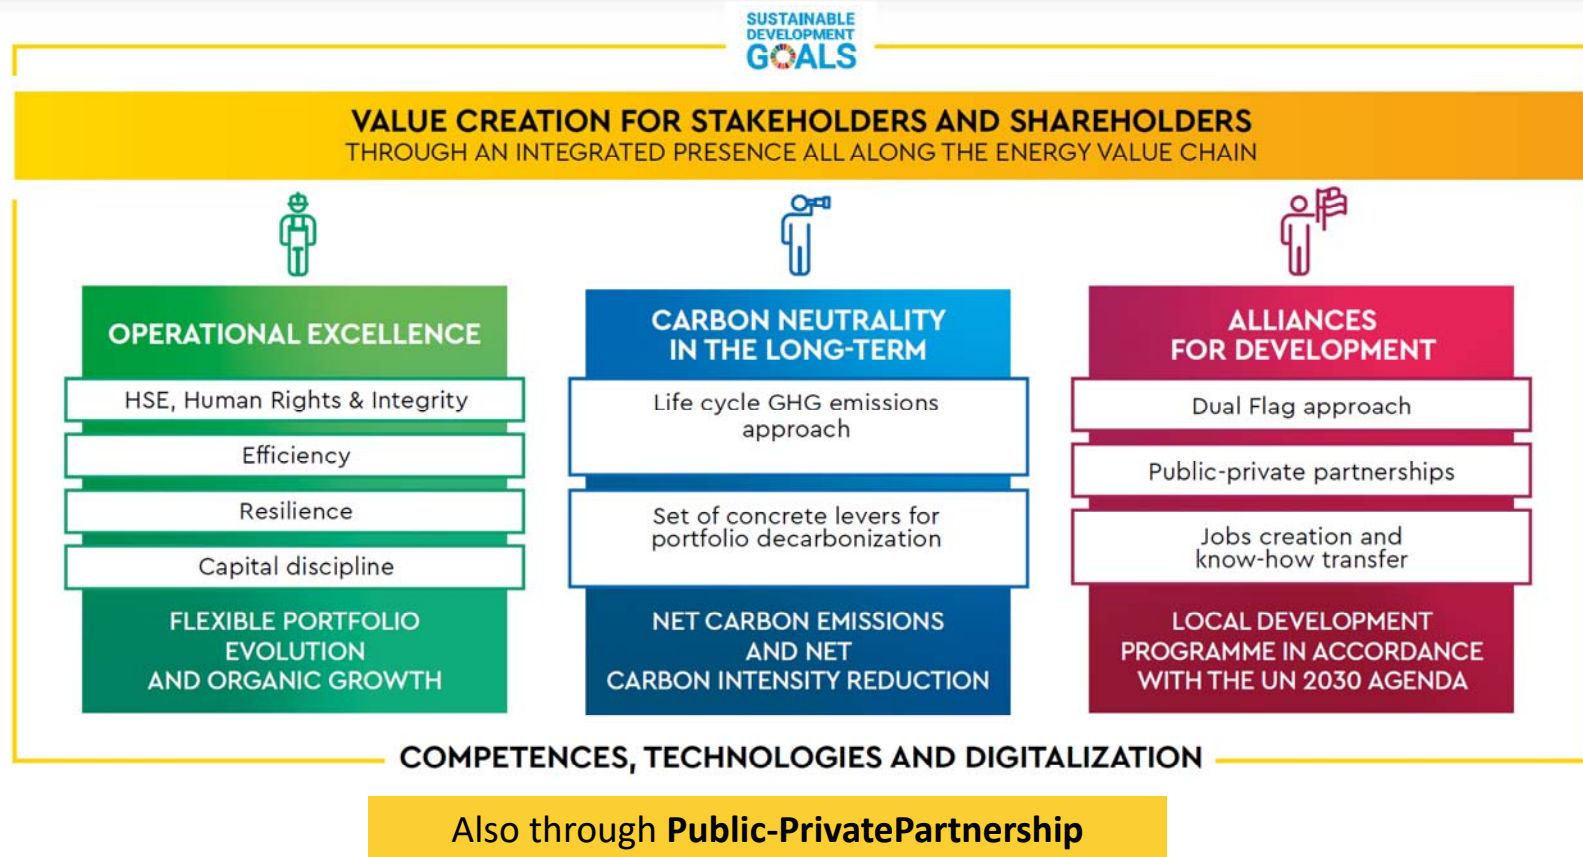 SUSTAINABLE
DEVELOPMENT
GOALS
VALUE CREATION FOR STAKEHOLDERS AND SHAREHOLDERS
THROUGH AN INTEGRATED PRESENCE ALL ALONG THE ENERGY VALUE CHAIN
OPERATIONAL EXCELLENCE
HSE, Human Rights & Integrity
Efficiency
Resilience
Capital discipline
FLEXIBLE PORTFOLIO
EVOLUTION
AND ORGANIC GROWTH
CARBON NEUTRALITY
IN THE LONG-TERM
Life cycle GHG emissions
approach
Set of concrete levers for
portfolio decarbonization
NET CARBON EMISSIONS
AND NET
CARBON INTENSITY REDUCTION
ALLIANCES
FOR DEVELOPMENT
Dual Flag approach
Public-private partnerships
Jobs creation and
know-how transfer
LOCAL DEVELOPMENT
PROGRAMME IN ACCORDANCE
WITH THE UN 2030 AGENDA
COMPETENCES, TECHNOLOGIES AND DIGITALIZATION
Also through Public-PrivatePartnership